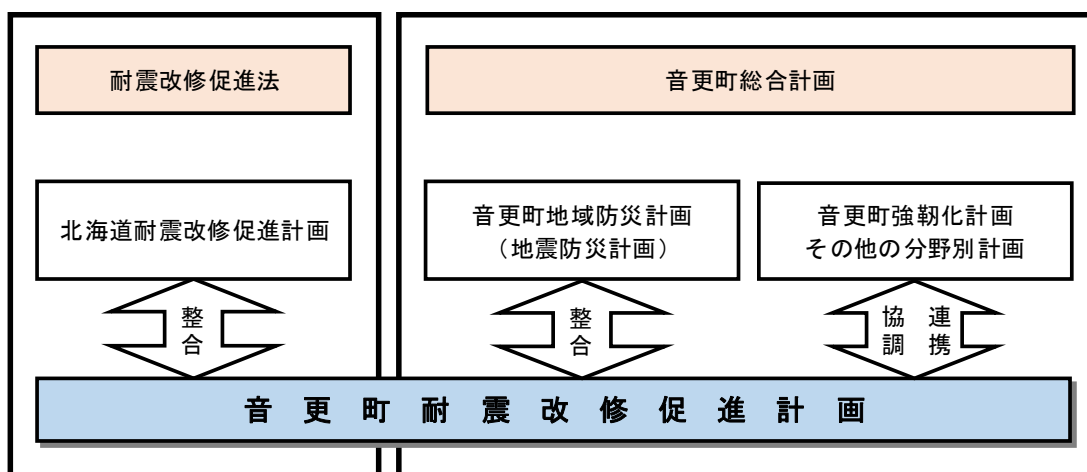 耐震改修促進法
音更町総合計画
北海道耐震改修促進計画
音更町地域防災計画
（地震防災計画）
音更町強靭化計画
その他の分野別計画
整合
整合
連携
協調
音更町耐震改修促進計画